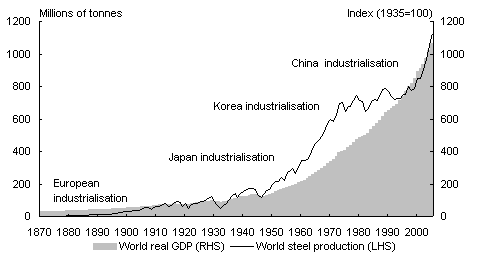 Millions of tonnes Index (1935=100)
1200 1200
1000 1000
China industrialisation
800 800
Korea industrialisation
600 600
400 400
Japan industrialisation
European
industrialisation
200 200
0 0
1870 1880 1890 1900 1910 1920 1930 1940 1950 1960 1970 1980 1990 2000
World real GDP (RHS) World steel production (LHS)